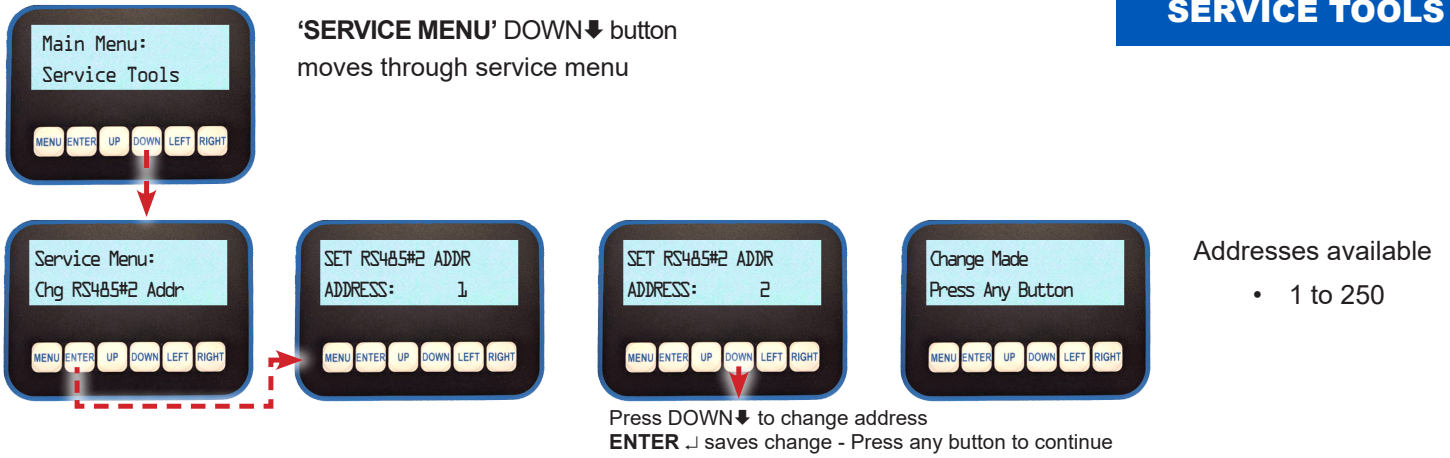 SERVICE TOOLS
‘SERVICE MENU’ DOWN⬇ button
moves through service menu
Main Menu:
Service Tools
MENU ENTER UP DOWN LEFT RIGHT
Service Menu:
Chg RS485#2 Addr
MENU ENTER UP DOWN LEFT RIGHT
SET RS485#2 ADDR
ADDRESS: 1
MENU ENTER UP DOWN LEFT RIGHT
SET RS485#2 ADDR
ADDRESS: 2
MENU ENTER UP DOWN LEFT RIGHT
Press DOWN⬇ to change address
ENTER ↵ saves change - Press any button to continue
Change Made
Press Any Button
MENU ENTER UP DOWN LEFT RIGHT
Addresses available
• 1 to 250